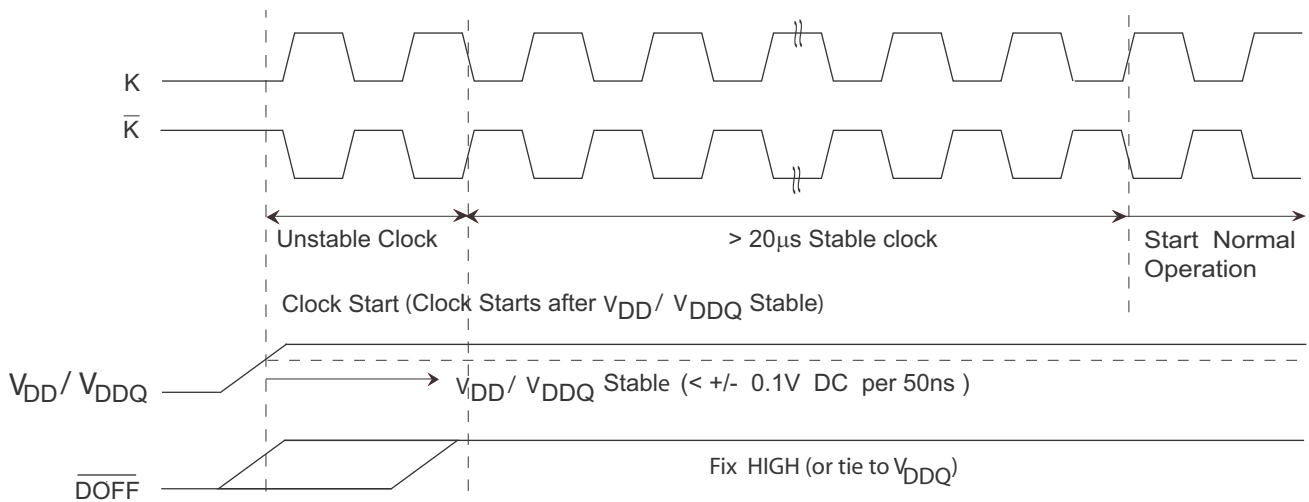 K
K̅
Unstable Clock
> 20μs Stable clock
Start Normal
Operation
Clock Start (Clock Starts after VDD / VDDQ Stable)
VDD / VDDQ
VDD / VDDQ Stable (< +/- 0.1V DC per 50ns )
Fix HIGH (or tie to VDDQ)
D̅O̅F̅F̅